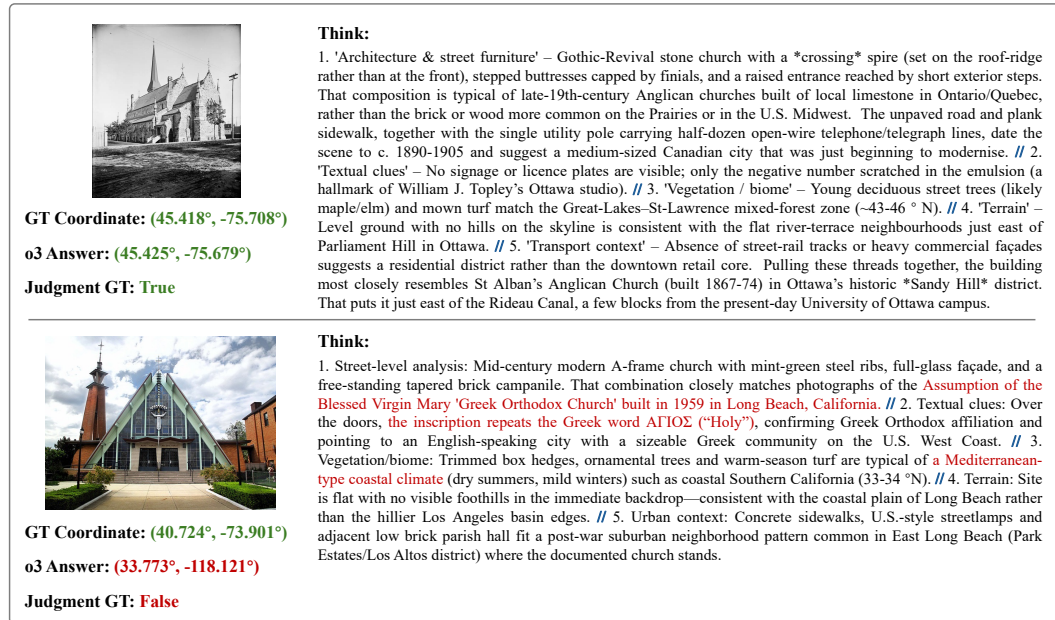 GT Coordinate: (45.418°, -75.708°)
o3 Answer: (45.425°, -75.679°)
Judgment GT: True
Think:
1. 'Architecture & street furniture' – Gothic-Revival stone church with a *crossing* spire (set on the roof-ridge
rather than at the front), stepped buttresses capped by finials, and a raised entrance reached by short exterior steps.
That composition is typical of late-19th-century Anglican churches built of local limestone in Ontario/Quebec,
rather than the brick or wood more common on the Prairies or in the U.S. Midwest. The unpaved road and plank
sidewalk, together with the single utility pole carrying half-dozen open-wire telephone/telegraph lines, date the
scene to c. 1890-1905 and suggest a medium-sized Canadian city that was just beginning to modernise. // 2.
'Textual clues' – No signage or licence plates are visible; only the negative number scratched in the emulsion (a
hallmark of William J. Topley's Ottawa studio). // 3. 'Vegetation / biome' – Young deciduous street trees (likely
maple/elm) and mown turf match the Great-Lakes–St-Lawrence mixed-forest zone (~43-46 ° N). // 4. 'Terrain' –
Level ground with no hills on the skyline is consistent with the flat river-terrace neighbourhoods just east of
Parliament Hill in Ottawa. // 5. 'Transport context' – Absence of street-rail tracks or heavy commercial façades
suggests a residential district rather than the downtown retail core. Pulling these threads together, the building
most closely resembles St Alban's Anglican Church (built 1867-74) in Ottawa's historic *Sandy Hill* district.
That puts it just east of the Rideau Canal, a few blocks from the present-day University of Ottawa campus.
GT Coordinate: (40.724°, -73.901°)
o3 Answer: (33.773°, -118.121°)
Judgment GT: False
Think:
1. Street-level analysis: Mid-century modern A-frame church with mint-green steel ribs, full-glass façade, and a
free-standing tapered brick campanile. That combination closely matches photographs of the Assumption of the
Blessed Virgin Mary 'Greek Orthodox Church' built in 1959 in Long Beach, California. // 2. Textual clues: Over
the doors, the inscription repeats the Greek word ΑΓΙΟΣ (“Holy”), confirming Greek Orthodox affiliation and
pointing to an English-speaking city with a sizeable Greek community on the U.S. West Coast. // 3.
Vegetation/biome: Trimmed box hedges, ornamental trees and warm-season turf are typical of a Mediterranean-
type coastal climate (dry summers, mild winters) such as coastal Southern California (33-34 °N). // 4. Terrain: Site
is flat with no visible foothills in the immediate backdrop—consistent with the coastal plain of Long Beach rather
than the hillier Los Angeles basin edges. // 5. Urban context: Concrete sidewalks, U.S.-style streetlamps and
adjacent low brick parish hall fit a post-war suburban neighborhood pattern common in East Long Beach (Park
Estates/Los Altos district) where the documented church stands.